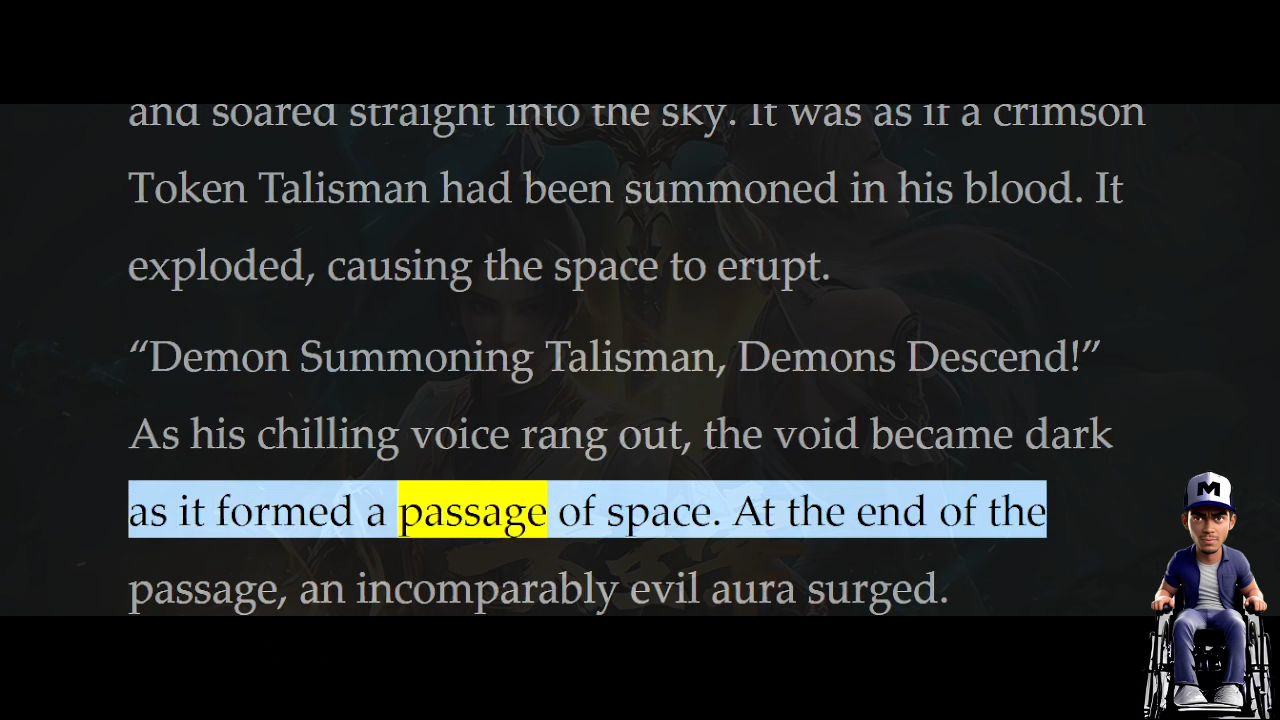 and soared straight into the sky. It was as if a crimson
Token Talisman had been summoned in his blood. It
exploded, causing the space to erupt.
“Demon Summoning Talisman, Demons Descend!”
As his chilling voice rang out, the void became dark
as it formed a passage of space. At the end of the
passage, an incomparably evil aura surged.
M